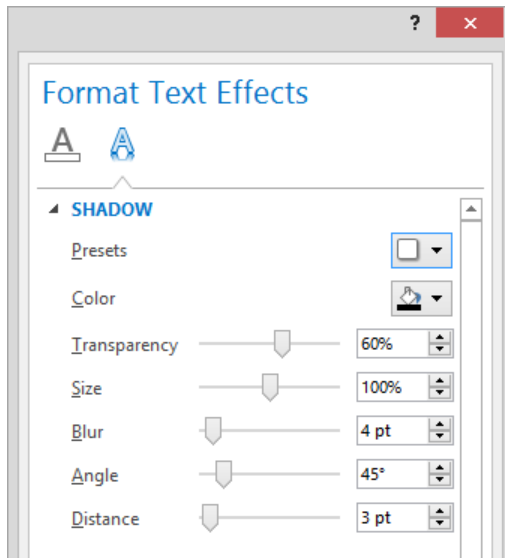 ?
Format Text Effects
A A
SHADOW
Presets
Color
Transparency 60%
Size 100%
Blur 4 pt
Angle 45°
Distance 3 pt